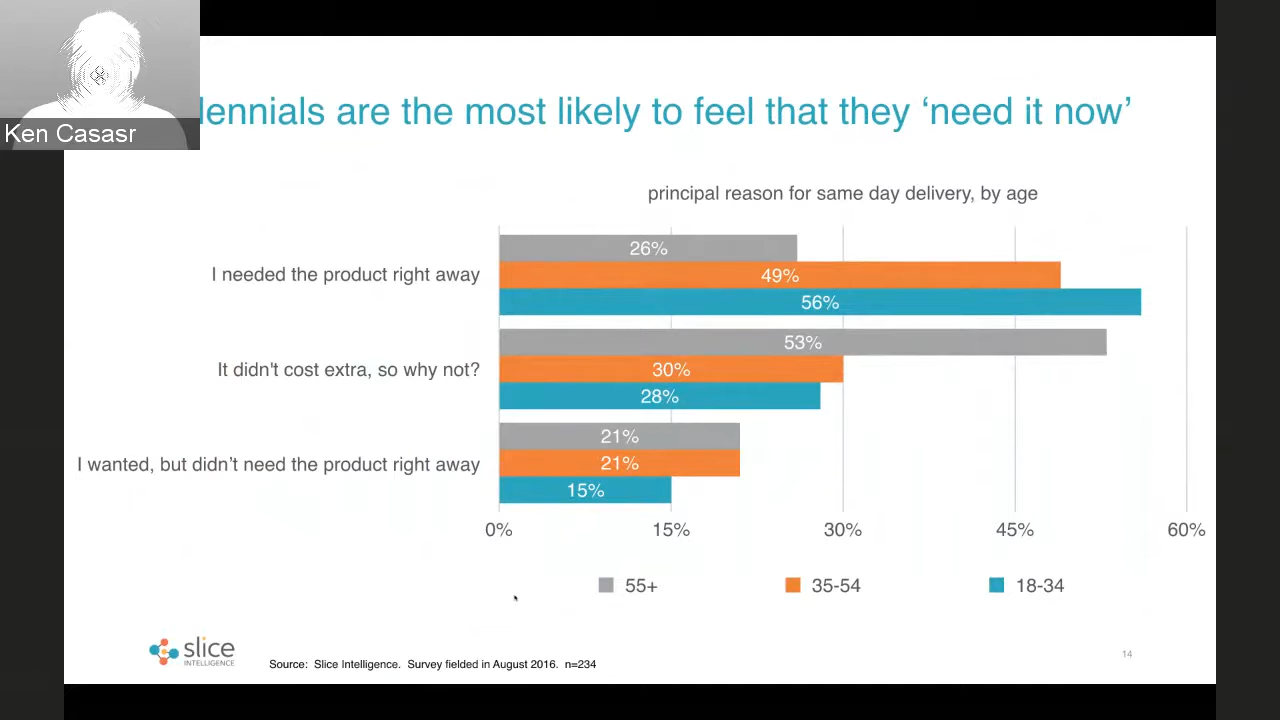 Ken Casasr
lennials are the most likely to feel that they ‘need it now’
principal reason for same day delivery, by age
I needed the product right away
26%
49%
56%
It didn't cost extra, so why not?
53%
30%
28%
I wanted, but didn’t need the product right away
21%
21%
15%
0% 15% 30% 45% 60%
55+ 35-54 18-34
slice
INTELLIGENCE
Source: Slice Intelligence. Survey fielded in August 2016. n=234
14